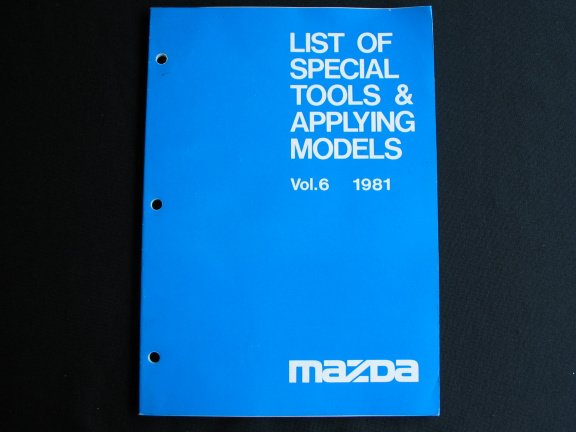 LIST OF
SPECIAL
TOOLS &
APPLYING
MODELS
Vol.6 1981
mazDa